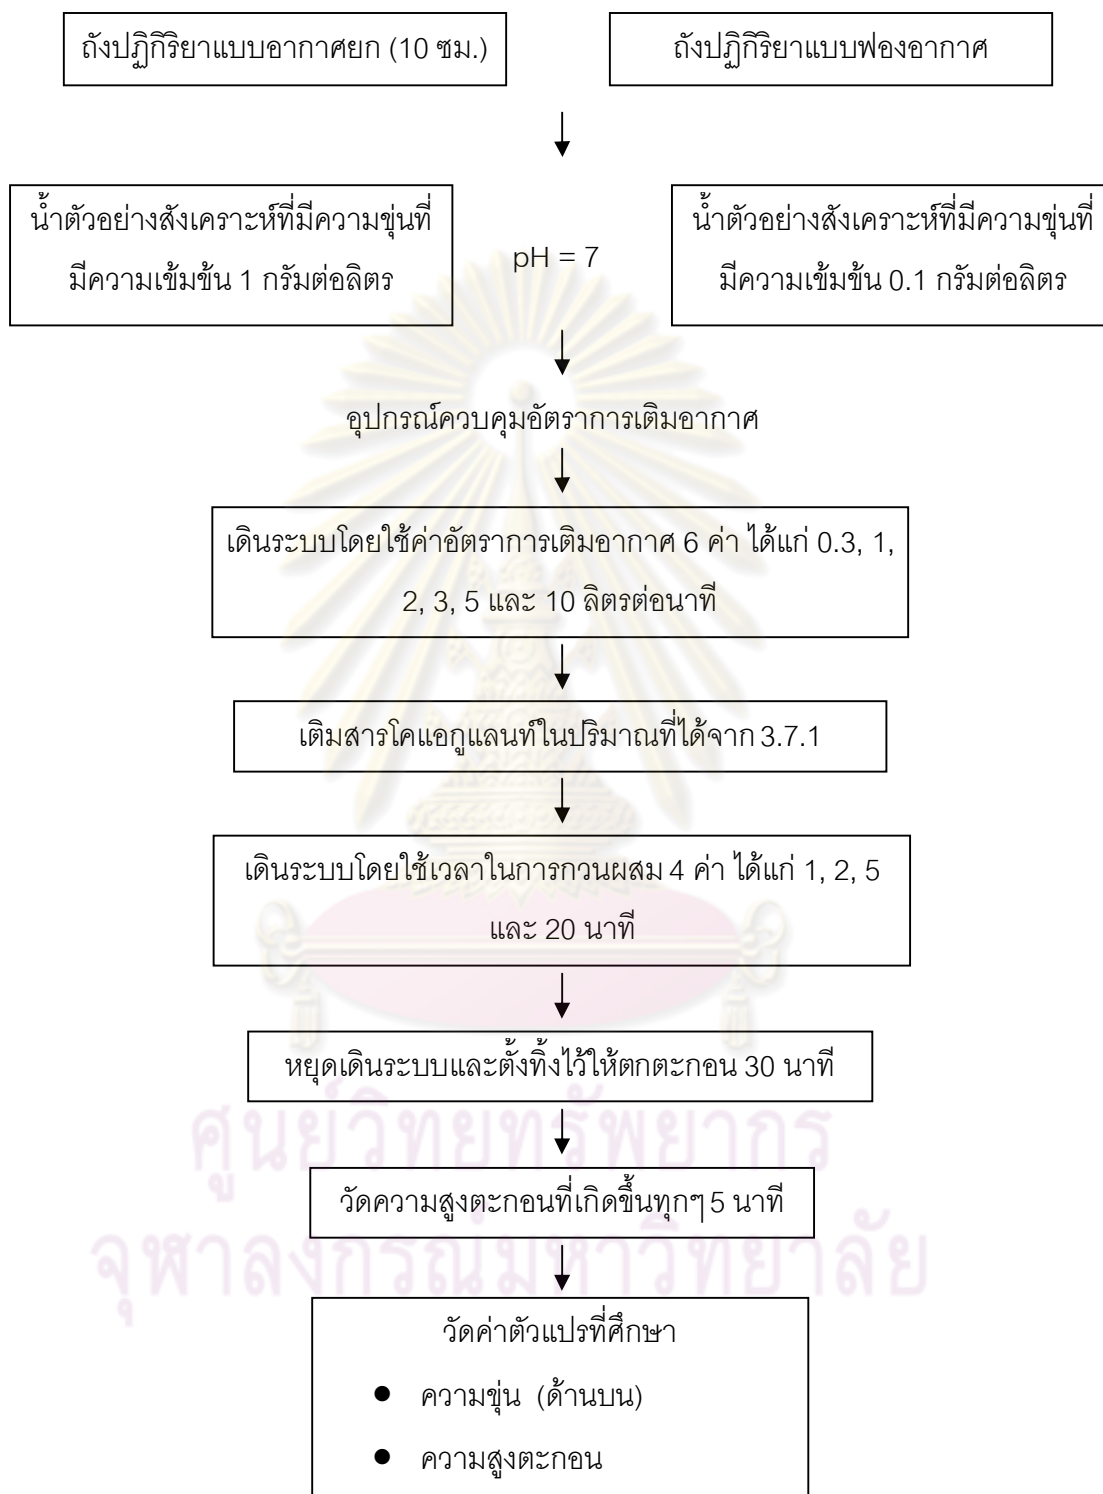 ถังปฏิกิริยาแบบอากาศยก (10 ซม.)
ถังปฏิกิริยาแบบฟองอากาศ
น้ำตัวอย่างสังเคราะห์ที่มีความขุ่นที่
มีความเข้มข้น 1 กรัมต่อลิตร
pH = 7
น้ำตัวอย่างสังเคราะห์ที่มีความขุ่นที่
มีความเข้มข้น 0.1 กรัมต่อลิตร
อุปกรณ์ควบคุมอัตราการเติมอากาศ
เดินระบบโดยใช้ค่าอัตราการเติมอากาศ 6 ค่า ได้แก่ 0.3, 1,
2, 3, 5 และ 10 ลิตรต่อนาที
เติมสารโคแอกูแลนท์ในปริมาณที่ได้จาก 3.7.1
เดินระบบโดยใช้เวลาในการกวนผสม 4 ค่า ได้แก่ 1, 2, 5
และ 20 นาที
หยุดเดินระบบและตั้งทิ้งไว้ให้ตกตะกอน 30 นาที
ศูนย์วิทยทรัพยากร
วัดความสูงตะกอนที่เกิดขึ้นทุกๆ 5 นาที
จุฬาลงกรณ์มหาวิทยาลัย
วัดค่าตัวแปรที่ศึกษา
● ความขุ่น (ด้านบน)
● ความสูงตะกอน